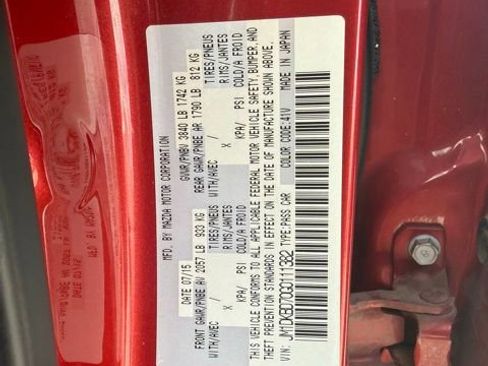 MFD. BY MAZDA MOTOR CORPORATION
DATE 07/15 GVWR/PNBV 3840 LB 1742 KG
FRONT GAWR/PNBE AV 2057 LB 933 KG REAR GAWR/PNBE AR 1790 LB 812 KG
WITH/AVEC TIRES/PNEUS WITH/AVEC TIRES/PNEUS
X RIMS/JANTES X RIMS/JANTES
KPA/ PSI COLD/A FROID KPA/ PSI COLD/A FROID
THIS VEHICLE CONFORMS TO ALL APPLICABLE FEDERAL MOTOR VEHICLE SAFETY, BUMPER, AND
THEFT PREVENTION STANDARDS IN EFFECT ON THE DATE OF MANUFACTURE SHOWN ABOVE.
VIN: JM1DKBD70G0111382 TYPE:PASS CAR COLOR CODE:41V MADE IN JAPAN